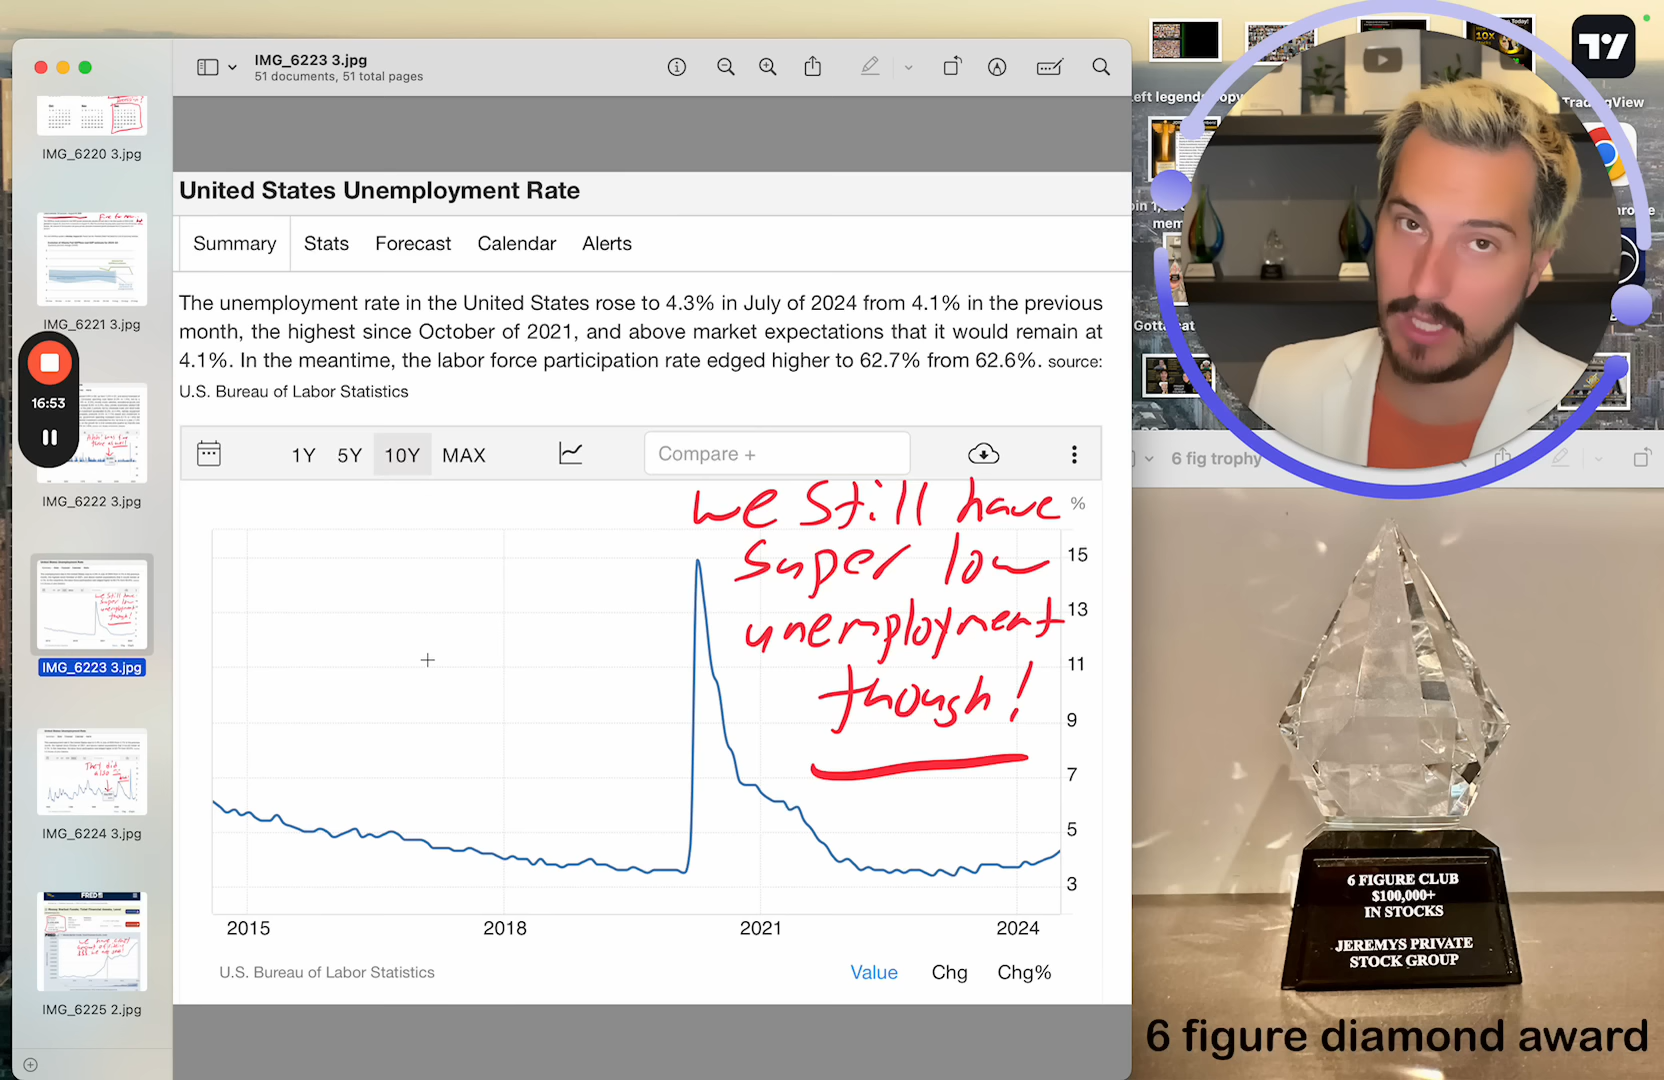 IMG_6223 3.jpg
51 documents, 51 total pages
IMG_6220 3.jpg
IMG_6221 3.jpg
16:53
IMG_6222 3.jpg
IMG_6223 3.jpg
IMG_6224 3.jpg
FRED
IMG_6225 2.jpg
United States Unemployment Rate
Summary Stats Forecast Calendar Alerts
The unemployment rate in the United States rose to 4.3% in July of 2024 from 4.1% in the previous
month, the highest since October of 2021, and above market expectations that it would remain at
4.1%. In the meantime, the labor force participation rate edged higher to 62.7% from 62.6%. source:
U.S. Bureau of Labor Statistics
1Y 5Y 10Y MAX Compare +
we still have
super low
unemployment
though!
%
15
13
11
9
7
5
3
2015 2018 2021 2024
U.S. Bureau of Labor Statistics Value Chg Chg%
TradingView
6 fig trophy
6 FIGURE CLUB
$100,000+
IN STOCKS
JEREMYS PRIVATE
STOCK GROUP
6 figure diamond award